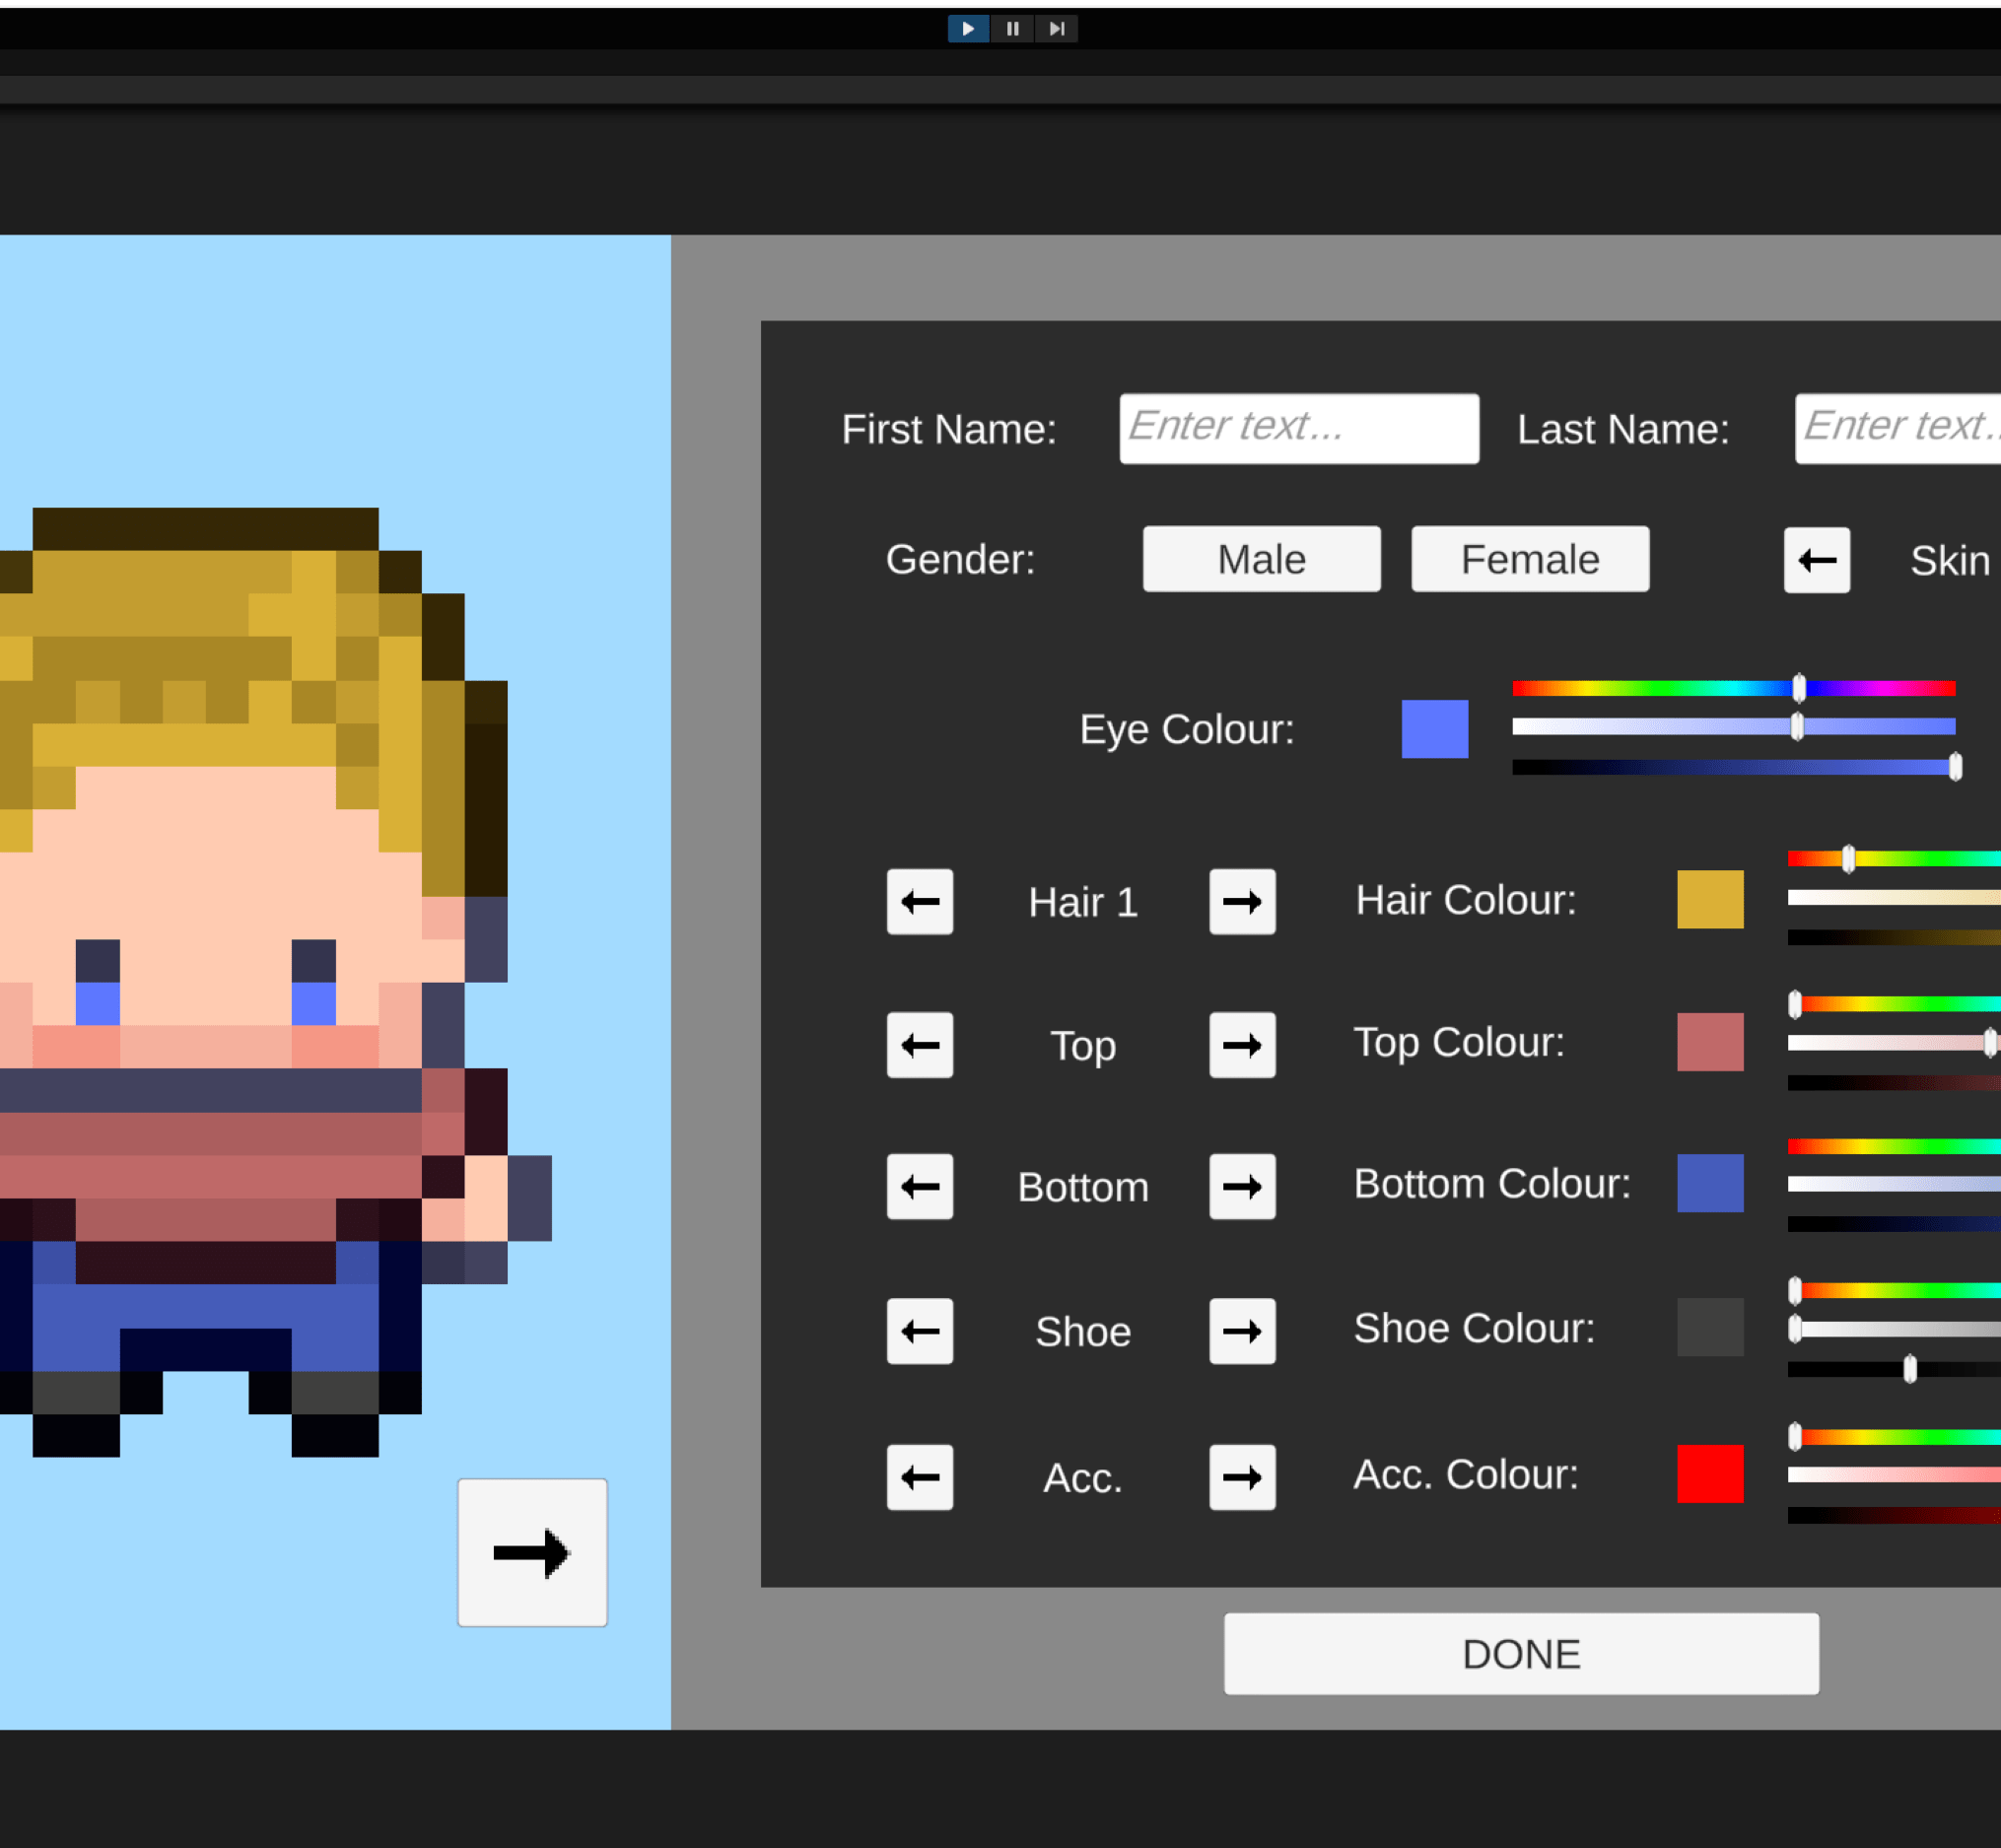 First Name: Enter text... Last Name: Enter text..
Gender: Male Female Skin
Eye Colour:
Hair 1 Hair Colour:
Top Top Colour:
Bottom Bottom Colour:
Shoe Shoe Colour:
Acc. Acc. Colour:
DONE